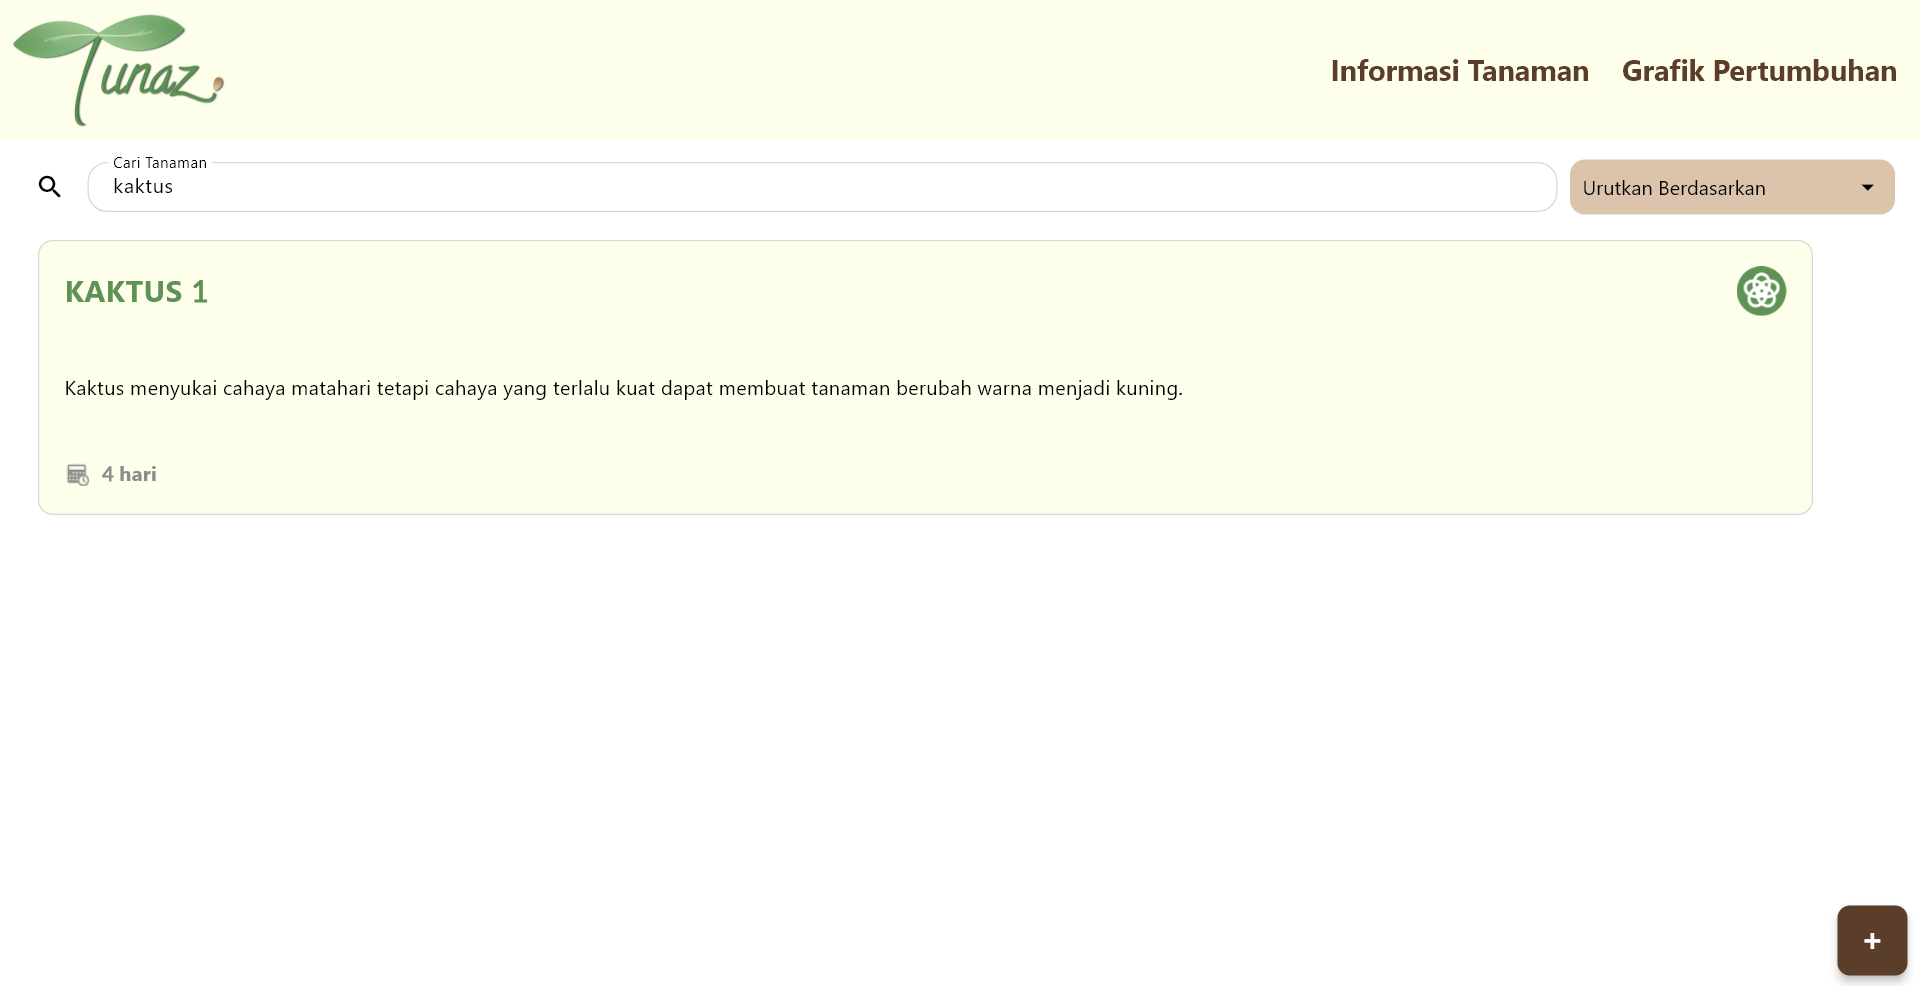 Tunaz
Informasi Tanaman
Grafik Pertumbuhan
Cari Tanaman
kaktus
Urutkan Berdasarkan
KAKTUS 1
Kaktus menyukai cahaya matahari tetapi cahaya yang terlalu kuat dapat membuat tanaman berubah warna menjadi kuning.
4 hari
+